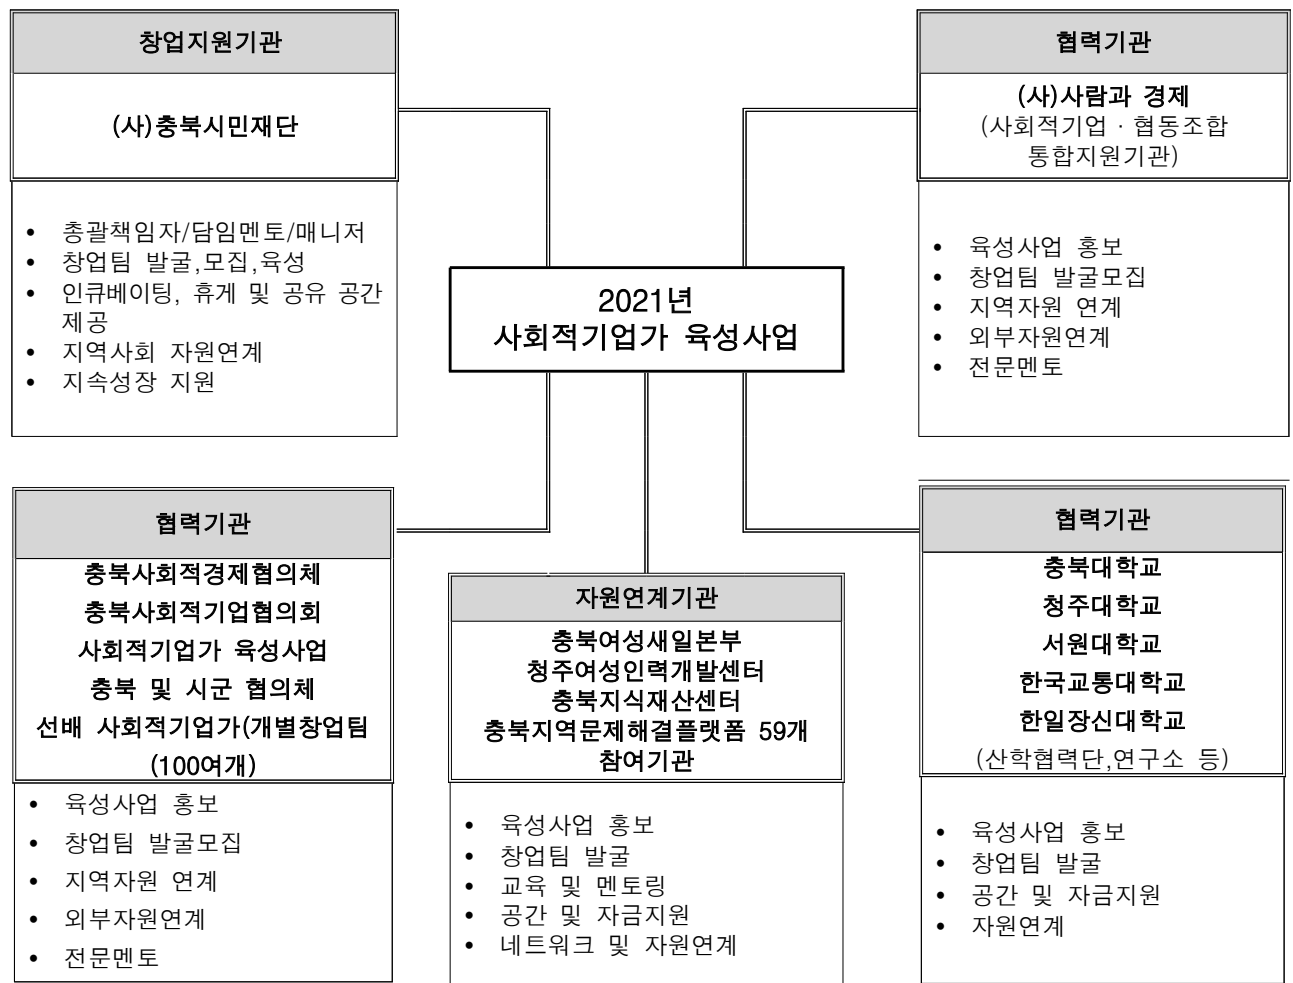 창업지원기관
(사)충북시민재단
• 총괄책임자/담임멘토/매니저
• 창업팀 발굴,모집,육성
• 인큐베이팅, 휴게 및 공유 공간
제공
• 지역사회 자원연계
• 지속성장 지원
협력기관
(사)사람과 경제
(사회적기업 · 협동조합
통합지원기관)
• 육성사업 홍보
• 창업팀 발굴모집
• 지역자원 연계
• 외부자원연계
• 전문멘토
2021년
사회적기업가 육성사업
협력기관
충북사회적경제협의체
충북사회적기업협의회
사회적기업가 육성사업
충북 및 시군 협의체
선배 사회적기업가(개별창업팀
(100여개)
• 육성사업 홍보
• 창업팀 발굴모집
• 지역자원 연계
• 외부자원연계
• 전문멘토
자원연계기관
충북여성새일본부
청주여성인력개발센터
충북지식재산센터
충북지역문제해결플랫폼 59개
참여기관
• 육성사업 홍보
• 창업팀 발굴
• 교육 및 멘토링
• 공간 및 자금지원
• 네트워크 및 자원연계
협력기관
충북대학교
청주대학교
서원대학교
한국교통대학교
한일장신대학교
(산학협력단,연구소 등)
• 육성사업 홍보
• 창업팀 발굴
• 공간 및 자금지원
• 자원연계